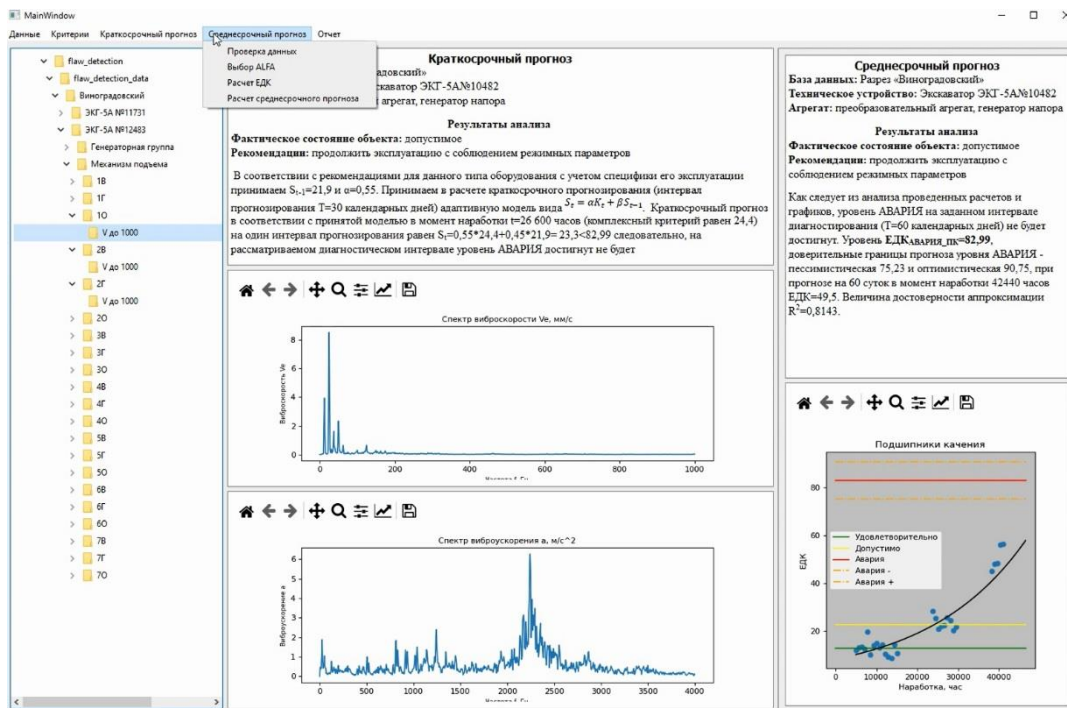 MainWindow
Данные Критерии Краткосрочный прогноз Среднесрочный прогноз Отчет
Проверка данных
Выбор ALFA
Расчет ЕДК
Расчет среднесрочного прогноза
flaw_detection
flaw_detection_data
Виноградовский
ЭКГ-5А №11731
ЭКГ-5А №12483
Генераторная группа
Механизм подъема
1В
1Г
1О
V до 1000
2В
V до 1000
2Г
V до 1000
2О
3В
3Г
3О
4В
4Г
4О
5В
5Г
5О
6В
6Г
6О
7В
7Г
7О
Краткосрочный прогноз
адовский»
скаватор ЭКГ-5А№10482
агрегат, генератор напора
Результаты анализа
Фактическое состояние объекта: допустимое
Рекомендации: продолжить эксплуатацию с соблюдением режимных параметров
В соответствии с рекомендациями для данного типа оборудования с учетом специфики его эксплуатации
принимаем Sₜ₋₁=21,9 и α=0,55. Принимаем в расчете краткосрочного прогнозирования (интервал
прогнозирования T=30 календарных дней) адаптивную модель вида Sₜ = αKₜ + βSₜ₋₁. Краткосрочный прогноз
в соответствии с принятой моделью в момент наработки t=26 600 часов (комплексный критерий равен 24,4)
на один интервал прогнозирования равен Sₜ=0,55*24,4+0,45*21,9= 23,3<82,99 следовательно, на
рассматриваемом диагностическом интервале уровень АВАРИЯ достигнут не будет
Спектр виброскорости Ve, мм/с
Виброскорость Ve
8
6
4
2
0
0 200 400 600 800 1000
Спектр виброускорения a, м/с^2
Виброускорение a
6
5
4
3
2
1
0
0 500 1000 1500 2000 2500 3000 3500 4000
Среднесрочный прогноз
База данных: Разрез «Виноградовский»
Техническое устройство: Экскаватор ЭКГ-5А№10482
Агрегат: преобразовательный агрегат, генератор напора
Результаты анализа
Фактическое состояние объекта: допустимое
Рекомендации: продолжить эксплуатацию с
соблюдением режимных параметров
Как следует из анализа проведенных расчетов и
графиков, уровень АВАРИЯ на заданном интервале
диагностирования (T=60 календарных дней) не будет
достигнут. Уровень ЕДК_АВАРИЯ_ПК=82,99,
доверительные границы прогноза уровня АВАРИЯ -
пессимистическая 75,23 и оптимистическая 90,75, при
прогнозе на 60 суток в момент наработки 42440 часов
ЕДК=49,5. Величина достоверности аппроксимации
R²=0,8143.
Подшипники качения
ЕДК
80
60
40
20
Удовлетворительно
Допустимо
Авария
Авария -
Авария +
0 10000 20000 30000 40000
Наработка, час